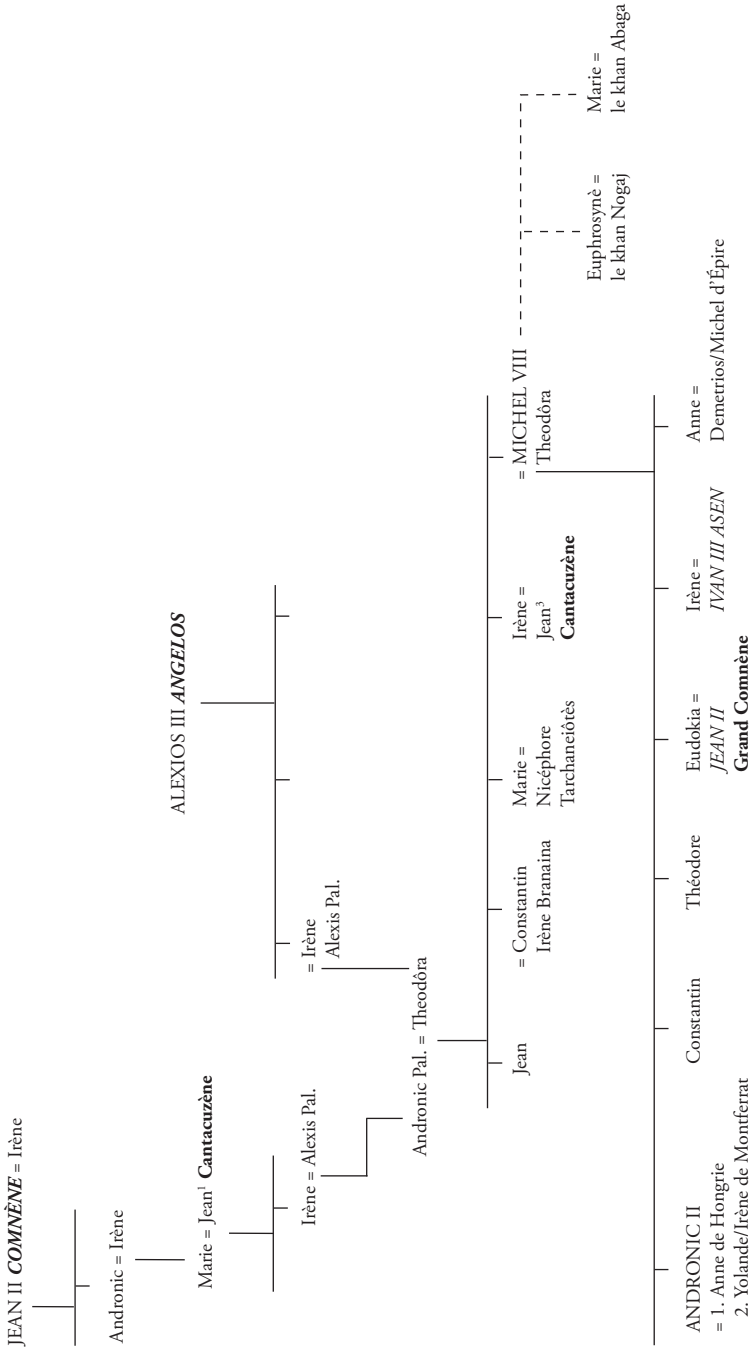 JEAN II COMNÈNE = Irène
Andronic = Irène
Marie = Jean¹ Cantacuzène
ALEXIOS III ANGELOS
Irène = Alexis Pal.
= Irène
Alexis Pal.
Andronic Pal. = Theodôra
Jean
= Constantin
Irène Branaina
Marie =
Nicéphore
Tarchaneiôtès
Irène =
Jean³
Cantacuzène
= MICHEL VIII
Theodôra
Euphrosynè =
le khan Nogaj
Marie =
le khan Abaga
ANDRONIC II
= 1. Anne de Hongrie
2. Yolande/Irène de Montferrat
Constantin
Théodore
Eudokia =
JEAN II
Grand Comnène
Irène =
IVAN III ASEN
Anne =
Demetrios/Michel d'Épire